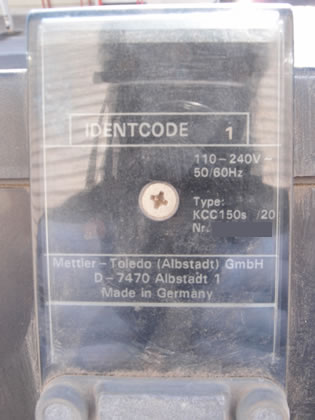 IDENTCODE 1
110-240V~
50/60Hz
Type:
KCC150s /20
Nr.
Mettler-Toledo (Albstadt) GmbH
D-7470 Albstadt 1
Made in Germany